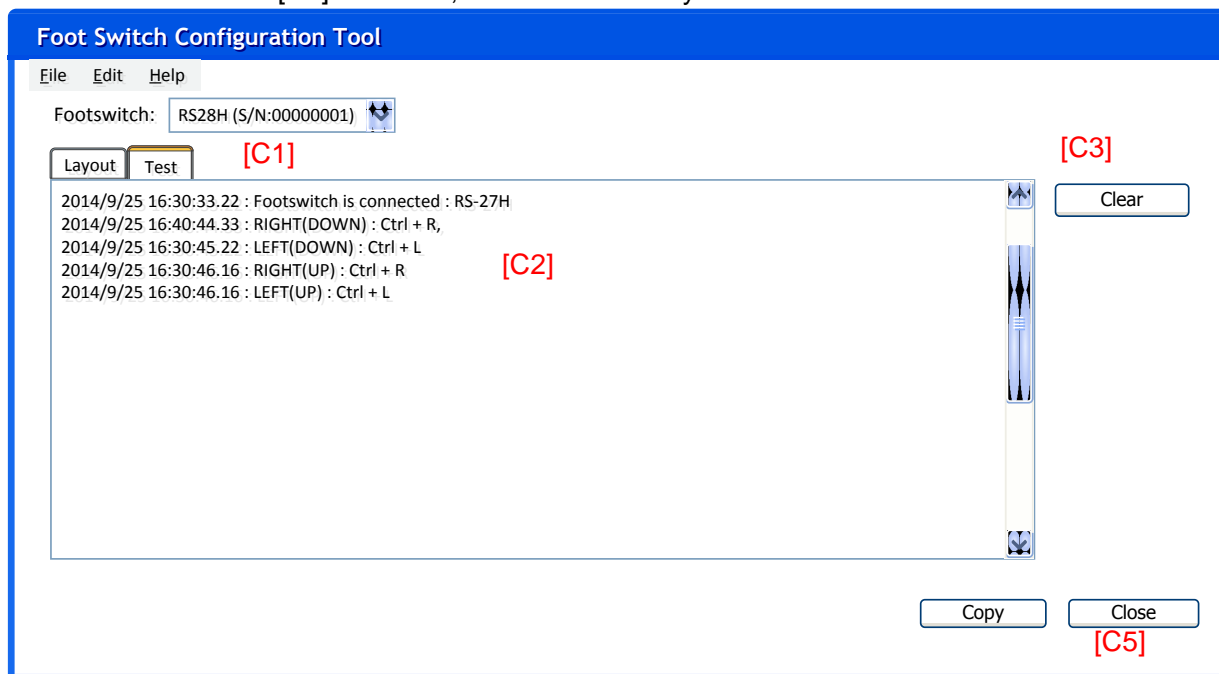 Foot Switch Configuration Tool
File Edit Help
Footswitch: RS28H (S/N:00000001)
Layout Test [C1] [C3]
2014/9/25 16:30:33.22 : Footswitch is connected : RS-27H
Clear
2014/9/25 16:40:44.33 : RIGHT(DOWN) : Ctrl + R,
2014/9/25 16:30:45.22 : LEFT(DOWN) : Ctrl + L
[C2]
2014/9/25 16:30:46.16 : RIGHT(UP) : Ctrl + R
2014/9/25 16:30:46.16 : LEFT(UP) : Ctrl + L
Copy Close
[C5]